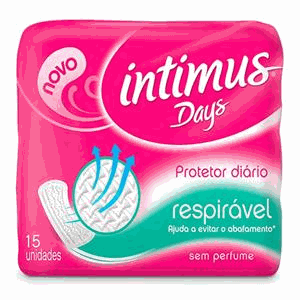 novo
intimus®
Days
Protetor diário
respirável
Ajuda a evitar o abafamento*
15
unidades
sem perfume